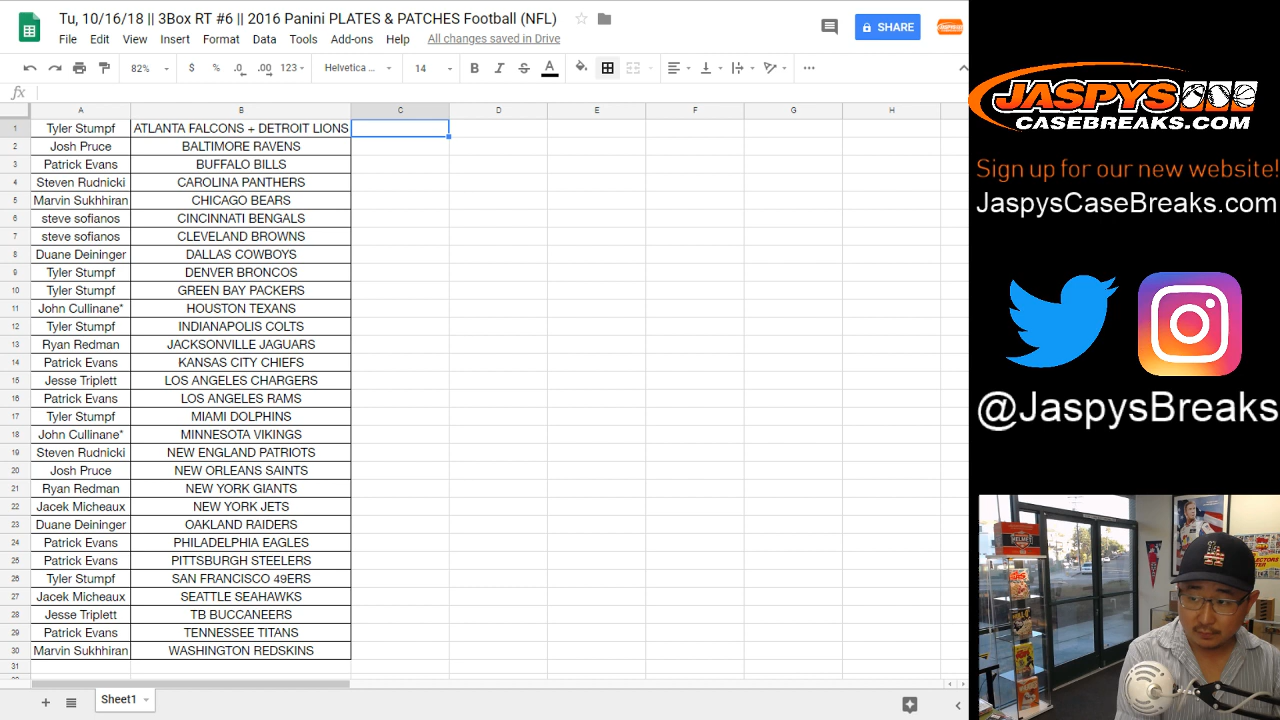 Tu, 10/16/18 || 3Box RT #6 || 2016 Panini PLATES & PATCHES Football (NFL)
File Edit View Insert Format Data Tools Add-ons Help All changes saved in Drive
SHARE
82% $ % .0 .00 123 Helvetica ... 14 B I S A
fx
A B C D E F G H
1 Tyler Stumpf ATLANTA FALCONS + DETROIT LIONS
2 Josh Pruce BALTIMORE RAVENS
3 Patrick Evans BUFFALO BILLS
4 Steven Rudnicki CAROLINA PANTHERS
5 Marvin Sukhhiran CHICAGO BEARS
6 steve sofianos CINCINNATI BENGALS
7 steve sofianos CLEVELAND BROWNS
8 Duane Deininger DALLAS COWBOYS
9 Tyler Stumpf DENVER BRONCOS
10 Tyler Stumpf GREEN BAY PACKERS
11 John Cullinane* HOUSTON TEXANS
12 Tyler Stumpf INDIANAPOLIS COLTS
13 Ryan Redman JACKSONVILLE JAGUARS
14 Patrick Evans KANSAS CITY CHIEFS
15 Jesse Triplett LOS ANGELES CHARGERS
16 Patrick Evans LOS ANGELES RAMS
17 Tyler Stumpf MIAMI DOLPHINS
18 John Cullinane* MINNESOTA VIKINGS
19 Steven Rudnicki NEW ENGLAND PATRIOTS
20 Josh Pruce NEW ORLEANS SAINTS
21 Ryan Redman NEW YORK GIANTS
22 Jacek Micheaux NEW YORK JETS
23 Duane Deininger OAKLAND RAIDERS
24 Patrick Evans PHILADELPHIA EAGLES
25 Patrick Evans PITTSBURGH STEELERS
26 Tyler Stumpf SAN FRANCISCO 49ERS
27 Jacek Micheaux SEATTLE SEAHAWKS
28 Jesse Triplett TB BUCCANEERS
29 Patrick Evans TENNESSEE TITANS
30 Marvin Sukhhiran WASHINGTON REDSKINS
31
Sheet1
JASPYS
CASEBREAKS.COM
Sign up for our new website!
JaspysCaseBreaks.com
@JaspysBreaks
HELMET